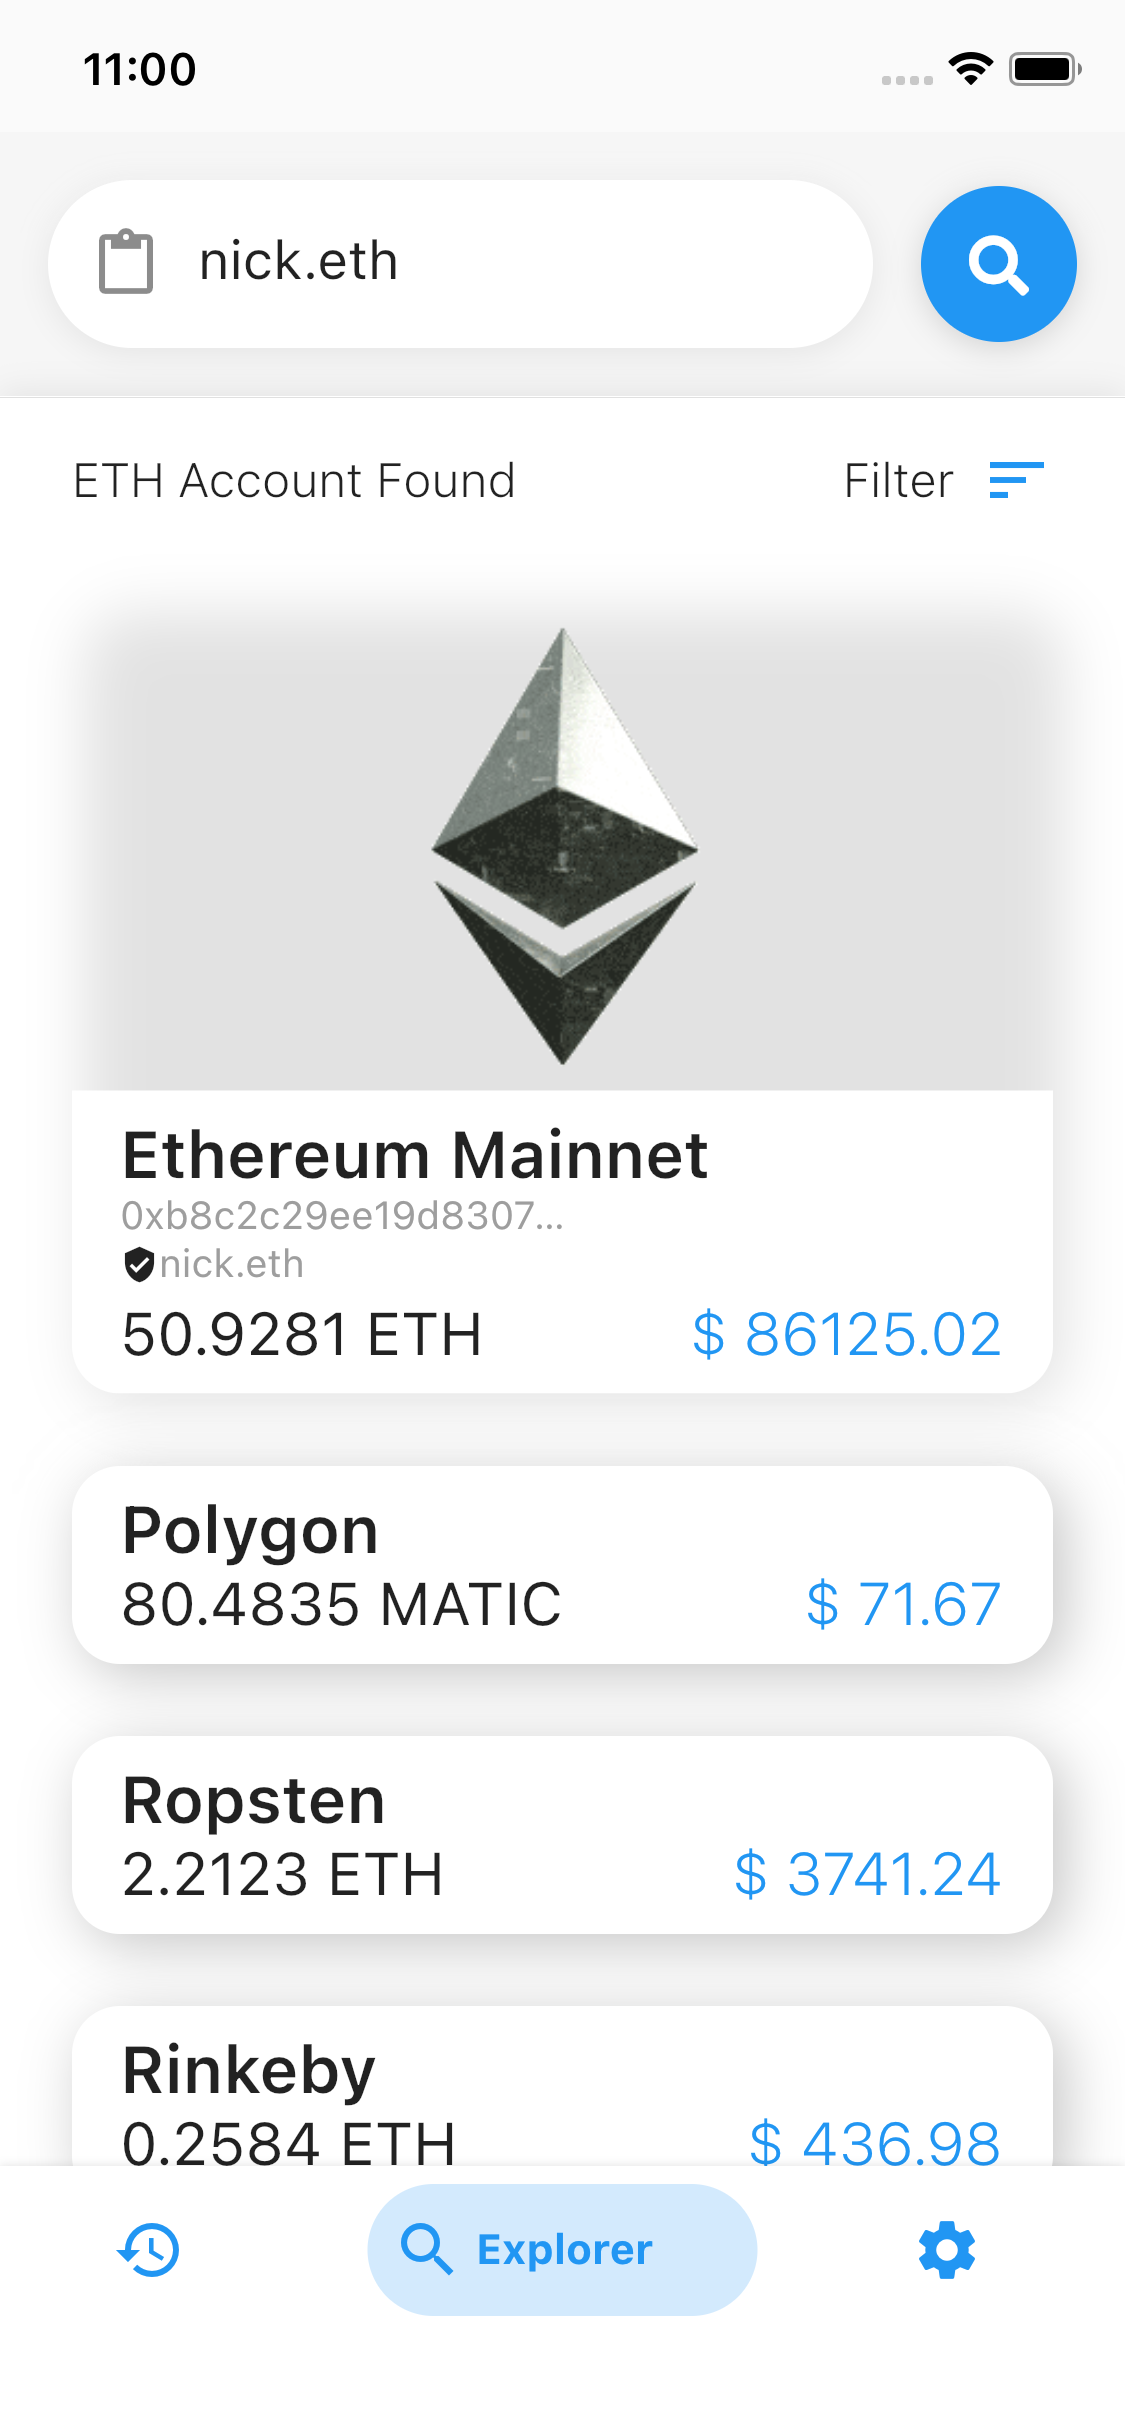 11:00
nick.eth
ETH Account Found
Filter
Ethereum Mainnet
0xb8c2c29ee19d8307...
nick.eth
50.9281 ETH
$ 86125.02
Polygon
80.4835 MATIC
$ 71.67
Ropsten
2.2123 ETH
$ 3741.24
Rinkeby
0.2584 ETH
$ 436.98
Explorer